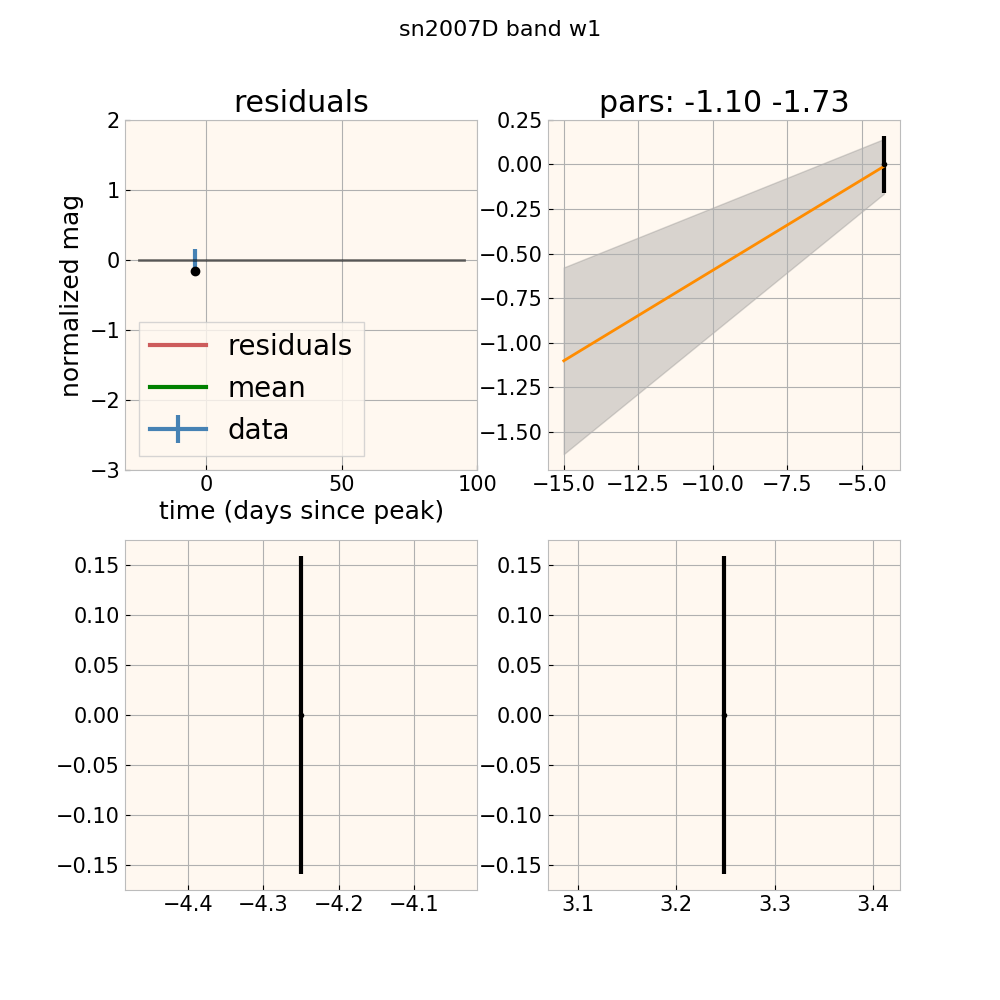 sn2007D band w1
residuals
pars: -1.10 -1.73
normalized mag
2
1
0
−1
−2
−3
residuals
mean
data
0 50 100
time (days since peak)
0.25
0.00
−0.25
−0.50
−0.75
−1.00
−1.25
−1.50
−15.0 −12.5 −10.0 −7.5 −5.0
0.15
0.10
0.05
0.00
−0.05
−0.10
−0.15
−4.4 −4.3 −4.2 −4.1
0.15
0.10
0.05
0.00
−0.05
−0.10
−0.15
3.1 3.2 3.3 3.4